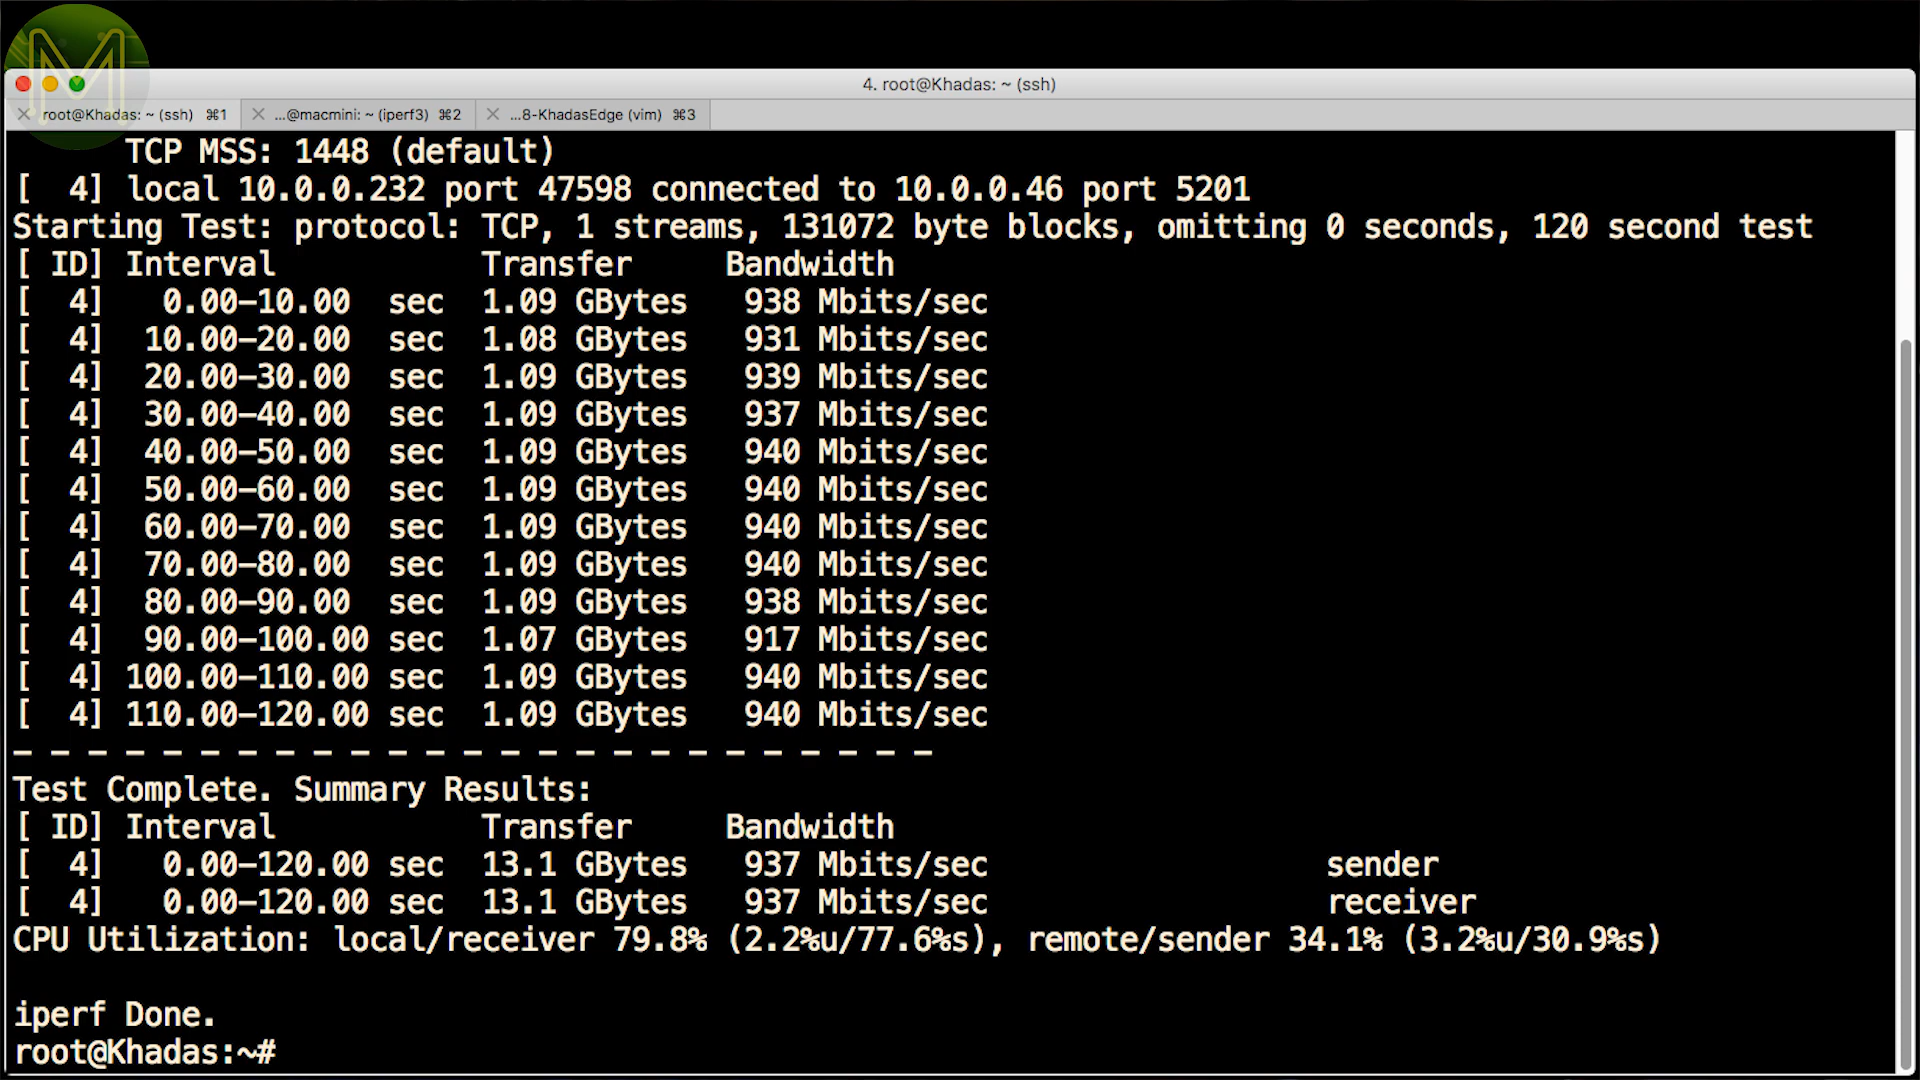 M
4. root@Khadas: ~ (ssh)
root@Khadas: ~ (ssh) ⌘1 ...@macmini: ~ (iperf3) ⌘2 ...8-KhadasEdge (vim) ⌘3
TCP MSS: 1448 (default)
[  4] local 10.0.0.232 port 47598 connected to 10.0.0.46 port 5201
Starting Test: protocol: TCP, 1 streams, 131072 byte blocks, omitting 0 seconds, 120 second test
[ ID] Interval           Transfer     Bandwidth
[  4]   0.00-10.00  sec  1.09 GBytes   938 Mbits/sec
[  4]  10.00-20.00  sec  1.08 GBytes   931 Mbits/sec
[  4]  20.00-30.00  sec  1.09 GBytes   939 Mbits/sec
[  4]  30.00-40.00  sec  1.09 GBytes   937 Mbits/sec
[  4]  40.00-50.00  sec  1.09 GBytes   940 Mbits/sec
[  4]  50.00-60.00  sec  1.09 GBytes   940 Mbits/sec
[  4]  60.00-70.00  sec  1.09 GBytes   940 Mbits/sec
[  4]  70.00-80.00  sec  1.09 GBytes   940 Mbits/sec
[  4]  80.00-90.00  sec  1.09 GBytes   938 Mbits/sec
[  4]  90.00-100.00 sec  1.07 GBytes   917 Mbits/sec
[  4] 100.00-110.00 sec  1.09 GBytes   940 Mbits/sec
[  4] 110.00-120.00 sec  1.09 GBytes   940 Mbits/sec
- - - - - - - - - - - - - - - - - - - - - - - - -
Test Complete. Summary Results:
[ ID] Interval           Transfer     Bandwidth
[  4]   0.00-120.00 sec  13.1 GBytes   937 Mbits/sec                  sender
[  4]   0.00-120.00 sec  13.1 GBytes   937 Mbits/sec                  receiver
CPU Utilization: local/receiver 79.8% (2.2%u/77.6%s), remote/sender 34.1% (3.2%u/30.9%s)
iperf Done.
root@Khadas:~#